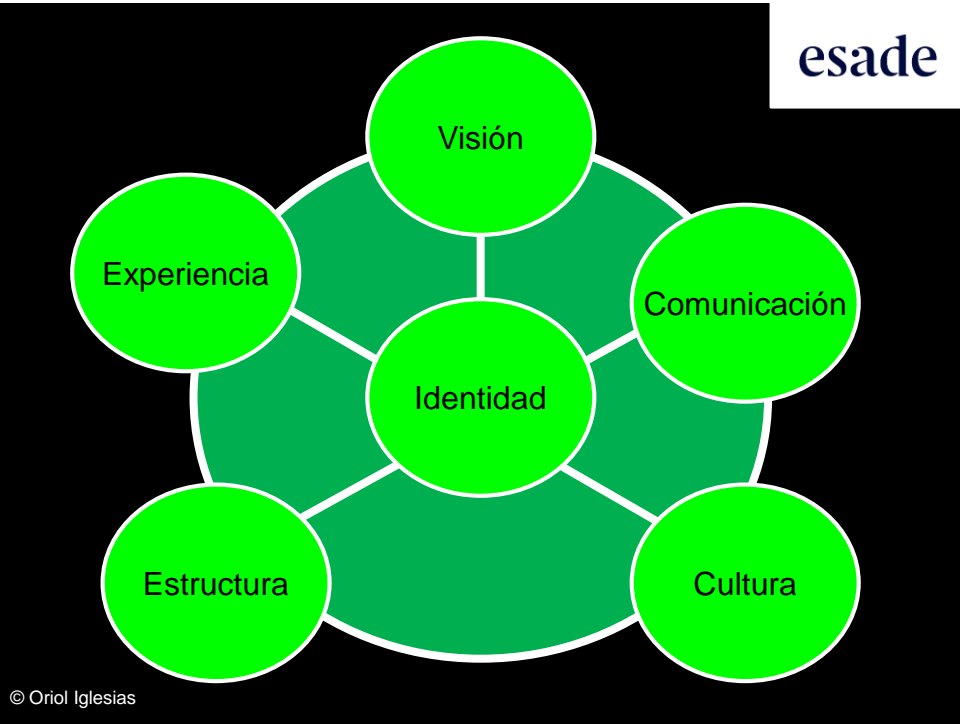 esade
Visión
Experiencia
Comunicación
Identidad
Estructura
Cultura
© Oriol Iglesias